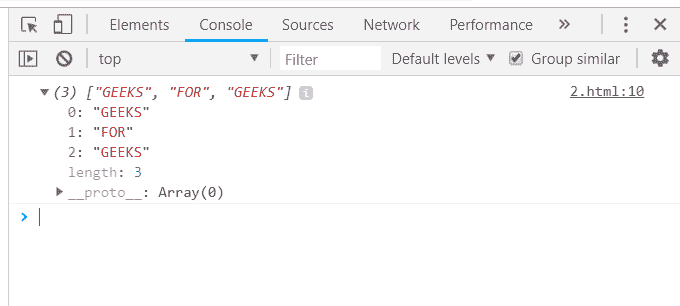 Elements Console Sources Network Performance »
top Filter Default levels Group similar
(3) ["GEEKS", "FOR", "GEEKS"] i 2.html:10
0: "GEEKS"
1: "FOR"
2: "GEEKS"
length: 3
__proto__: Array(0)
>